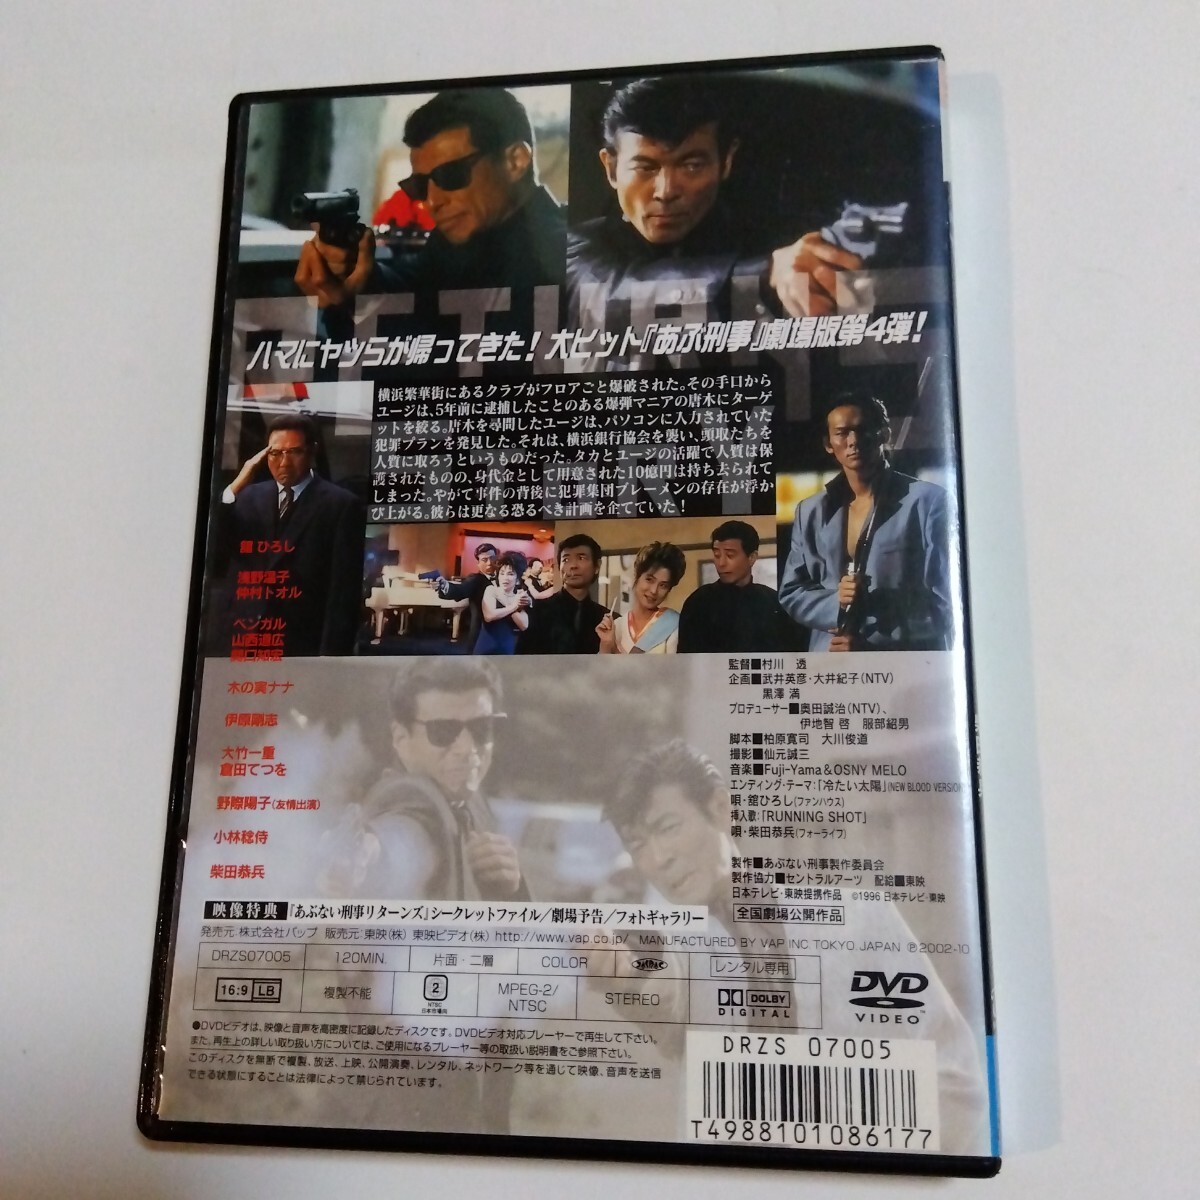 ハマにヤツらが帰ってきた! 大ヒット『あぶ刑事』劇場版第4弾!
横浜繁華街にあるクラブがフロアごと爆破された。その手口から
ユージは、5年前に逮捕したことのある爆弾マニアの唐木にターゲ
ットを絞る。唐木を尋問したユージは、パソコンに入力されていた
犯罪プランを発見した。それは、横浜銀行協会を襲い、頭取たちを
人質に取ろうというものだった。タカとユージの活躍で人質は保
護されたものの、身代金として用意された10億円は持ち去られて
しまった。やがて事件の背後に犯罪集団ブレーメンの存在が浮か
び上がる。彼らは更なる恐るべき計画を企てていた!
舘 ひろし
浅野温子
仲村トオル
ベンガル
山西道広
関口知宏
木の実ナナ
伊原剛志
大竹一重
倉田てつを
野際陽子(友情出演)
小林稔侍
柴田恭兵
監督■村川 透
企画■武井英彦・大井紀子(NTV)
黒澤 満
プロデューサー■奥田誠治(NTV)、
伊地智 啓 服部紹男
脚本■柏原寛司 大川俊道
撮影■仙元誠三
音楽■Fuji-Yama&OSNY MELO
エンディング・テーマ:「冷たい太陽」(NEW BLOOD VERSION)
唄・舘ひろし(ファンハウス)
挿入歌:「RUNNING SHOT」
唄・柴田恭兵(フォーライフ)
製作■あぶない刑事製作委員会
製作協力■セントラルアーツ 配給■東映
日本テレビ・東映提携作品 ©1996 日本テレビ・東映
全国劇場公開作品
映像特典 『あぶない刑事リターンズ』シークレットファイル/劇場予告/フォトギャラリー
発売元:株式会社バップ 販売元:東映(株) 東映ビデオ(株) http://www.vap.co.jp/ MANUFACTURED BY VAP INC TOKYO, JAPAN ℗2002-10
DRZS07005 120MIN. 片面・二層 COLOR レンタル専用
16:9 LB 複製不能 2 NTSC 日本市場向 MPEG-2/NTSC STEREO DOLBY DIGITAL
DVD VIDEO
●DVDビデオは、映像と音声を高密度に記録したディスクです。DVDビデオ対応プレーヤーで再生して下さい。
また、再生上の詳しい取り扱い方については、ご使用になるプレーヤー等の取扱い説明書をご参照下さい。
このディスクを無断で複製、放送、上映、公開演奏、レンタル、ネットワーク等を通じて映像、音声を送信
できる状態にすることは法律によって禁じられています。
DRZS 07005
T4988101086177